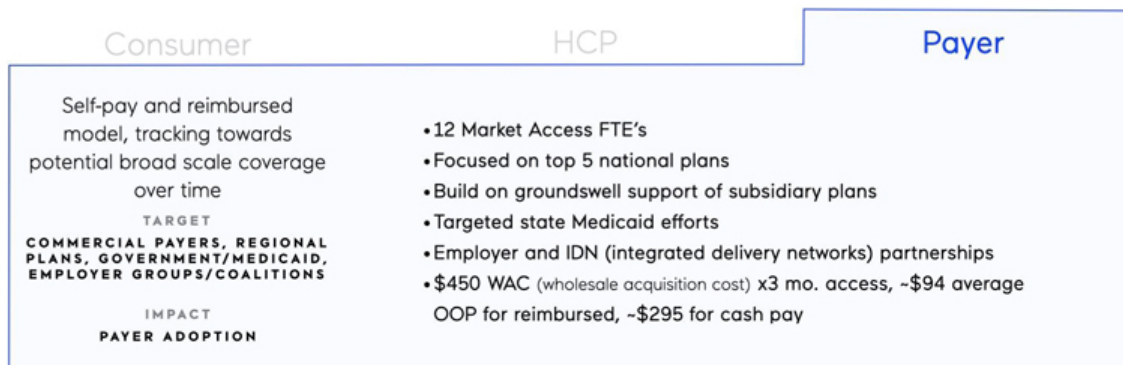 Consumer
HCP
Payer
Self-pay and reimbursed
model, tracking towards
potential broad scale coverage
over time
TARGET
COMMERCIAL PAYERS, REGIONAL
PLANS, GOVERNMENT/MEDICAID,
EMPLOYER GROUPS/COALITIONS
IMPACT
PAYER ADOPTION
•12 Market Access FTE's
•Focused on top 5 national plans
•Build on groundswell support of subsidiary plans
•Targeted state Medicaid efforts
•Employer and IDN (integrated delivery networks) partnerships
•$450 WAC (wholesale acquisition cost) x3 mo. access, ~$94 average
OOP for reimbursed, ~$295 for cash pay